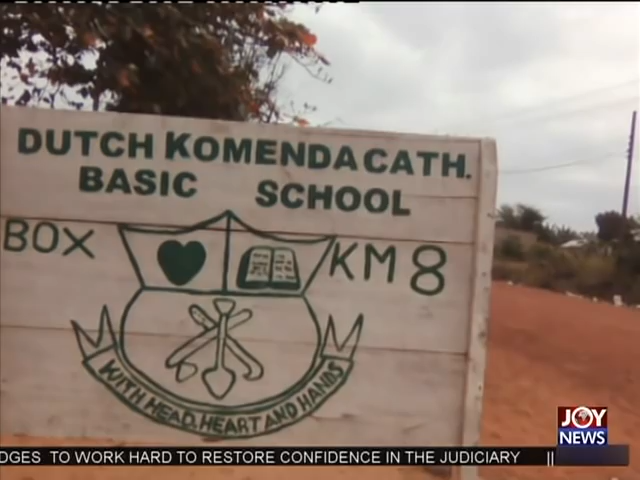 DUTCH KOMENDA CATH.
BASIC SCHOOL
BOX KM 8
WITH HEAD, HEART AND HANDS
JOY
NEWS
DGES TO WORK HARD TO RESTORE CONFIDENCE IN THE JUDICIARY ||